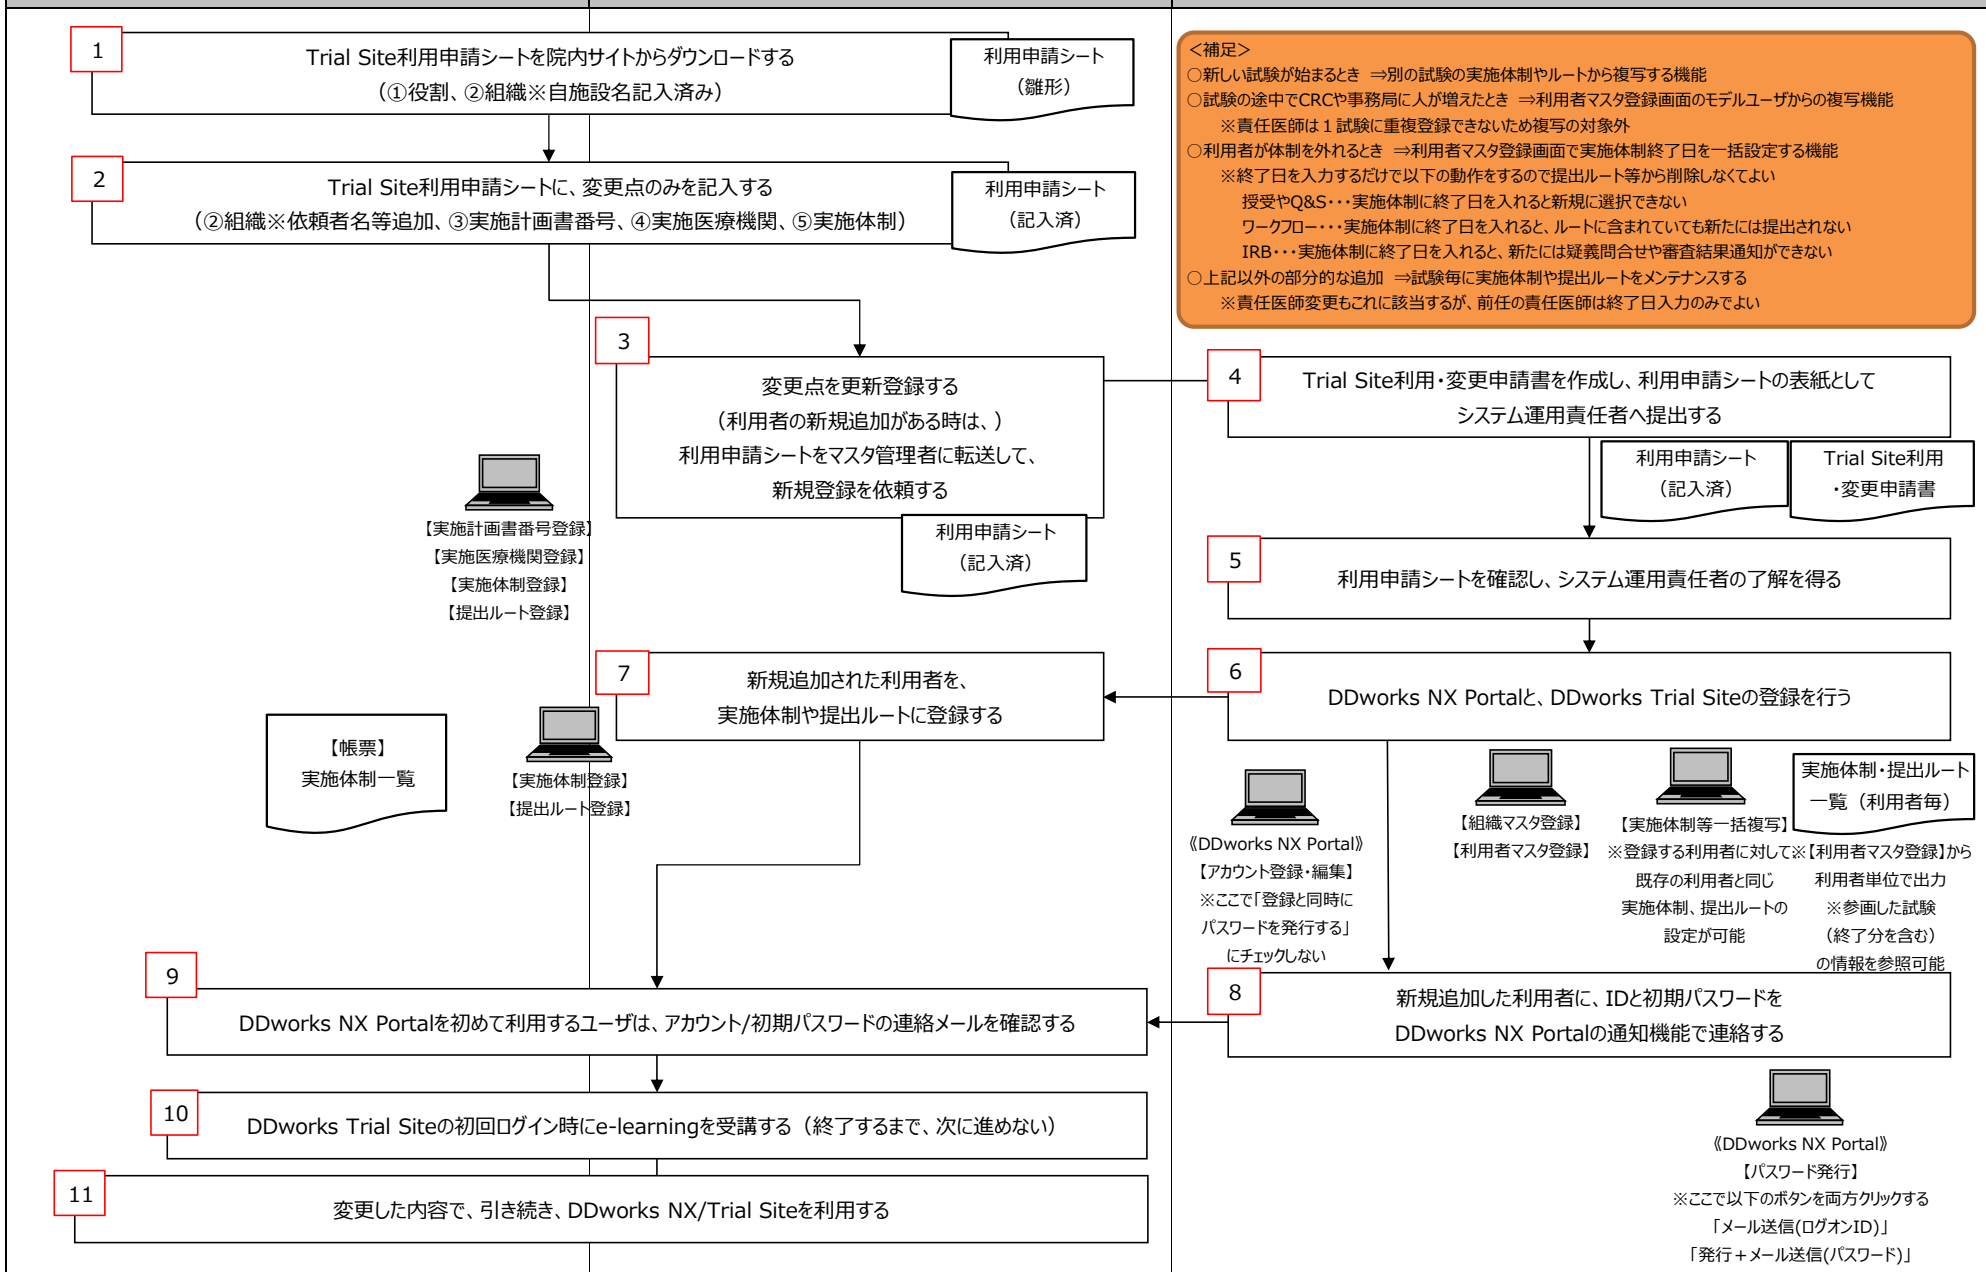 1
Trial Site利用申請シートを院内サイトからダウンロードする
（①役割、②組織※自施設名記入済み）
利用申請シート
（雛形）
2
Trial Site利用申請シートに、変更点のみを記入する
（②組織※依頼者名等追加、③実施計画書番号、④実施医療機関、⑤実施体制）
利用申請シート
（記入済）
＜補足＞
○新しい試験が始まるとき ⇒別の試験の実施体制やルートから複写する機能
○試験の途中でCRCや事務局に人が増えたとき ⇒利用者マスタ登録画面のモデルユーザからの複写機能
※責任医師は１試験に重複登録できないため複写の対象外
○利用者が体制を外れるとき ⇒利用者マスタ登録画面で実施体制終了日を一括設定する機能
※終了日を入力するだけで以下の動作をするので提出ルート等から削除しなくてよい
授受やQ&S・・・実施体制に終了日を入れると新規に選択できない
ワークフロー・・・実施体制に終了日を入れると、ルートに含まれていても新たには提出されない
IRB・・・実施体制に終了日を入れると、新たには疑義問合せや審査結果通知ができない
○上記以外の部分的な追加 ⇒試験毎に実施体制や提出ルートをメンテナンスする
※責任医師変更もこれに該当するが、前任の責任医師は終了日入力のみでよい
3
変更点を更新登録する
（利用者の新規追加がある時は、）
利用申請シートをマスタ管理者に転送して、
新規登録を依頼する
利用申請シート
（記入済）
【実施計画書番号登録】
【実施医療機関登録】
【実施体制登録】
【提出ルート登録】
4
Trial Site利用・変更申請書を作成し、利用申請シートの表紙として
システム運用責任者へ提出する
利用申請シート
（記入済）
Trial Site利用
・変更申請書
5
利用申請シートを確認し、システム運用責任者の了解を得る
6
DDworks NX Portalと、DDworks Trial Siteの登録を行う
7
新規追加された利用者を、
実施体制や提出ルートに登録する
【帳票】
実施体制一覧
【実施体制登録】
【提出ルート登録】
《DDworks NX Portal》
【アカウント登録・編集】
※ここで「登録と同時に
パスワードを発行する」
にチェックしない
【組織マスタ登録】
【利用者マスタ登録】
【実施体制等一括複写】
※登録する利用者に対して
既存の利用者と同じ
実施体制、提出ルートの
設定が可能
実施体制・提出ルート
一覧（利用者毎）
※【利用者マスタ登録】から
利用者単位で出力
※参画した試験
（終了分を含む）
の情報を参照可能
8
新規追加した利用者に、IDと初期パスワードを
DDworks NX Portalの通知機能で連絡する
9
DDworks NX Portalを初めて利用するユーザは、アカウント/初期パスワードの連絡メールを確認する
10
DDworks Trial Siteの初回ログイン時にe-learningを受講する（終了するまで、次に進めない）
11
変更した内容で、引き続き、DDworks NX/Trial Siteを利用する
《DDworks NX Portal》
【パスワード発行】
※ここで以下のボタンを両方クリックする
「メール送信(ログオンID)」
「発行＋メール送信(パスワード)」